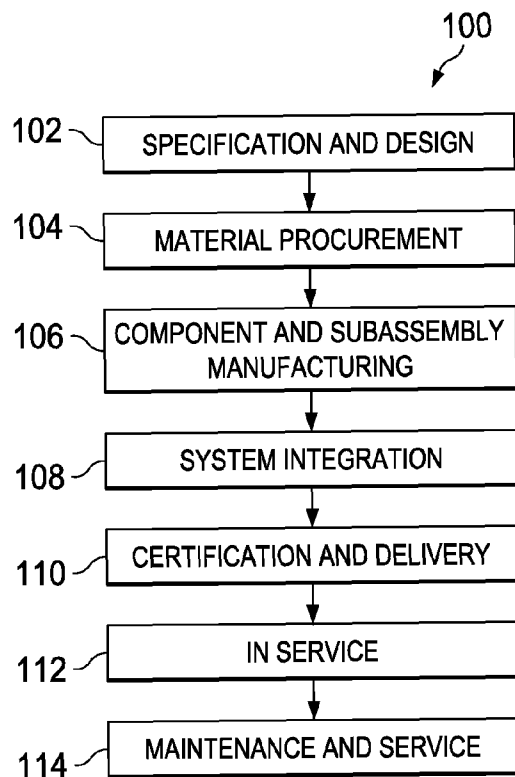 100
102 SPECIFICATION AND DESIGN
104 MATERIAL PROCUREMENT
106 COMPONENT AND SUBASSEMBLY
MANUFACTURING
108 SYSTEM INTEGRATION
110 CERTIFICATION AND DELIVERY
112 IN SERVICE
114 MAINTENANCE AND SERVICE